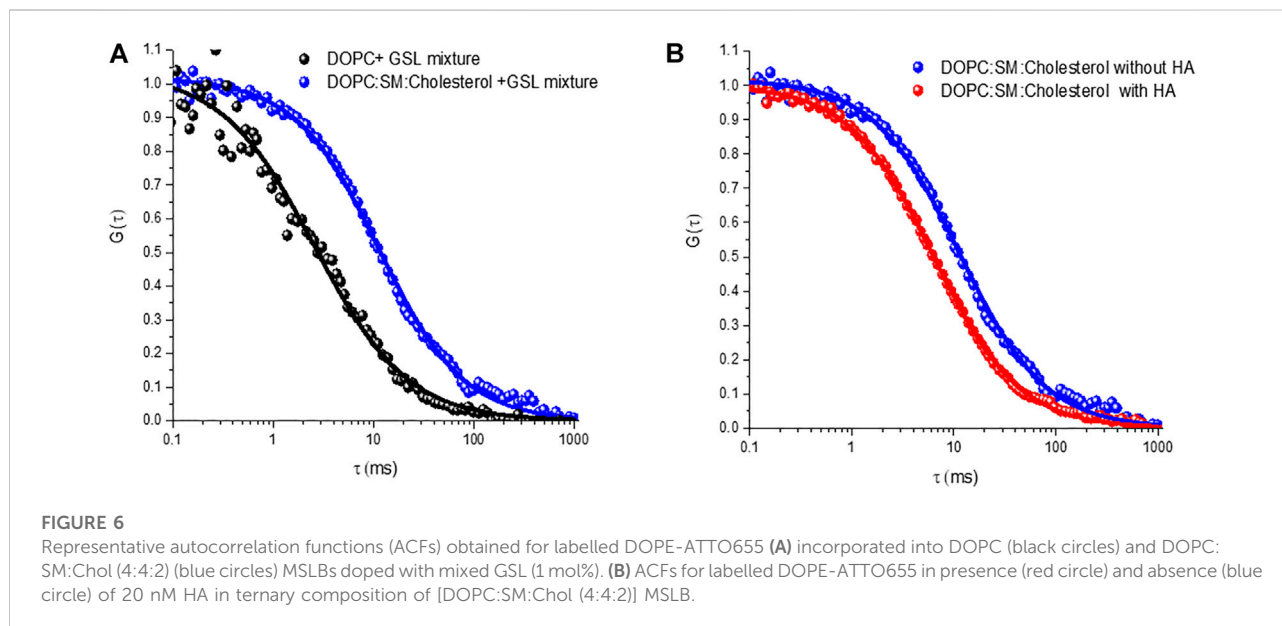 A
DOPC+ GSL mixture
DOPC:SM:Cholesterol +GSL mixture
1.1
1.0
0.9
0.8
0.7
0.6
0.5
0.4
0.3
0.2
0.1
0.0
G(τ)
0.1 1 10 100 1000
τ (ms)
B
DOPC:SM:Cholesterol without HA
DOPC:SM:Cholesterol with HA
1.1
1.0
0.9
0.8
0.7
0.6
0.5
0.4
0.3
0.2
0.1
0.0
G(τ)
0.1 1 10 100 1000
τ (ms)
FIGURE 6
Representative autocorrelation functions (ACFs) obtained for labelled DOPE-ATTO655 (A) incorporated into DOPC (black circles) and DOPC:
SM:Chol (4:4:2) (blue circles) MSLBs doped with mixed GSL (1 mol%). (B) ACFs for labelled DOPE-ATTO655 in presence (red circle) and absence (blue
circle) of 20 nM HA in ternary composition of [DOPC:SM:Chol (4:4:2)] MSLB.